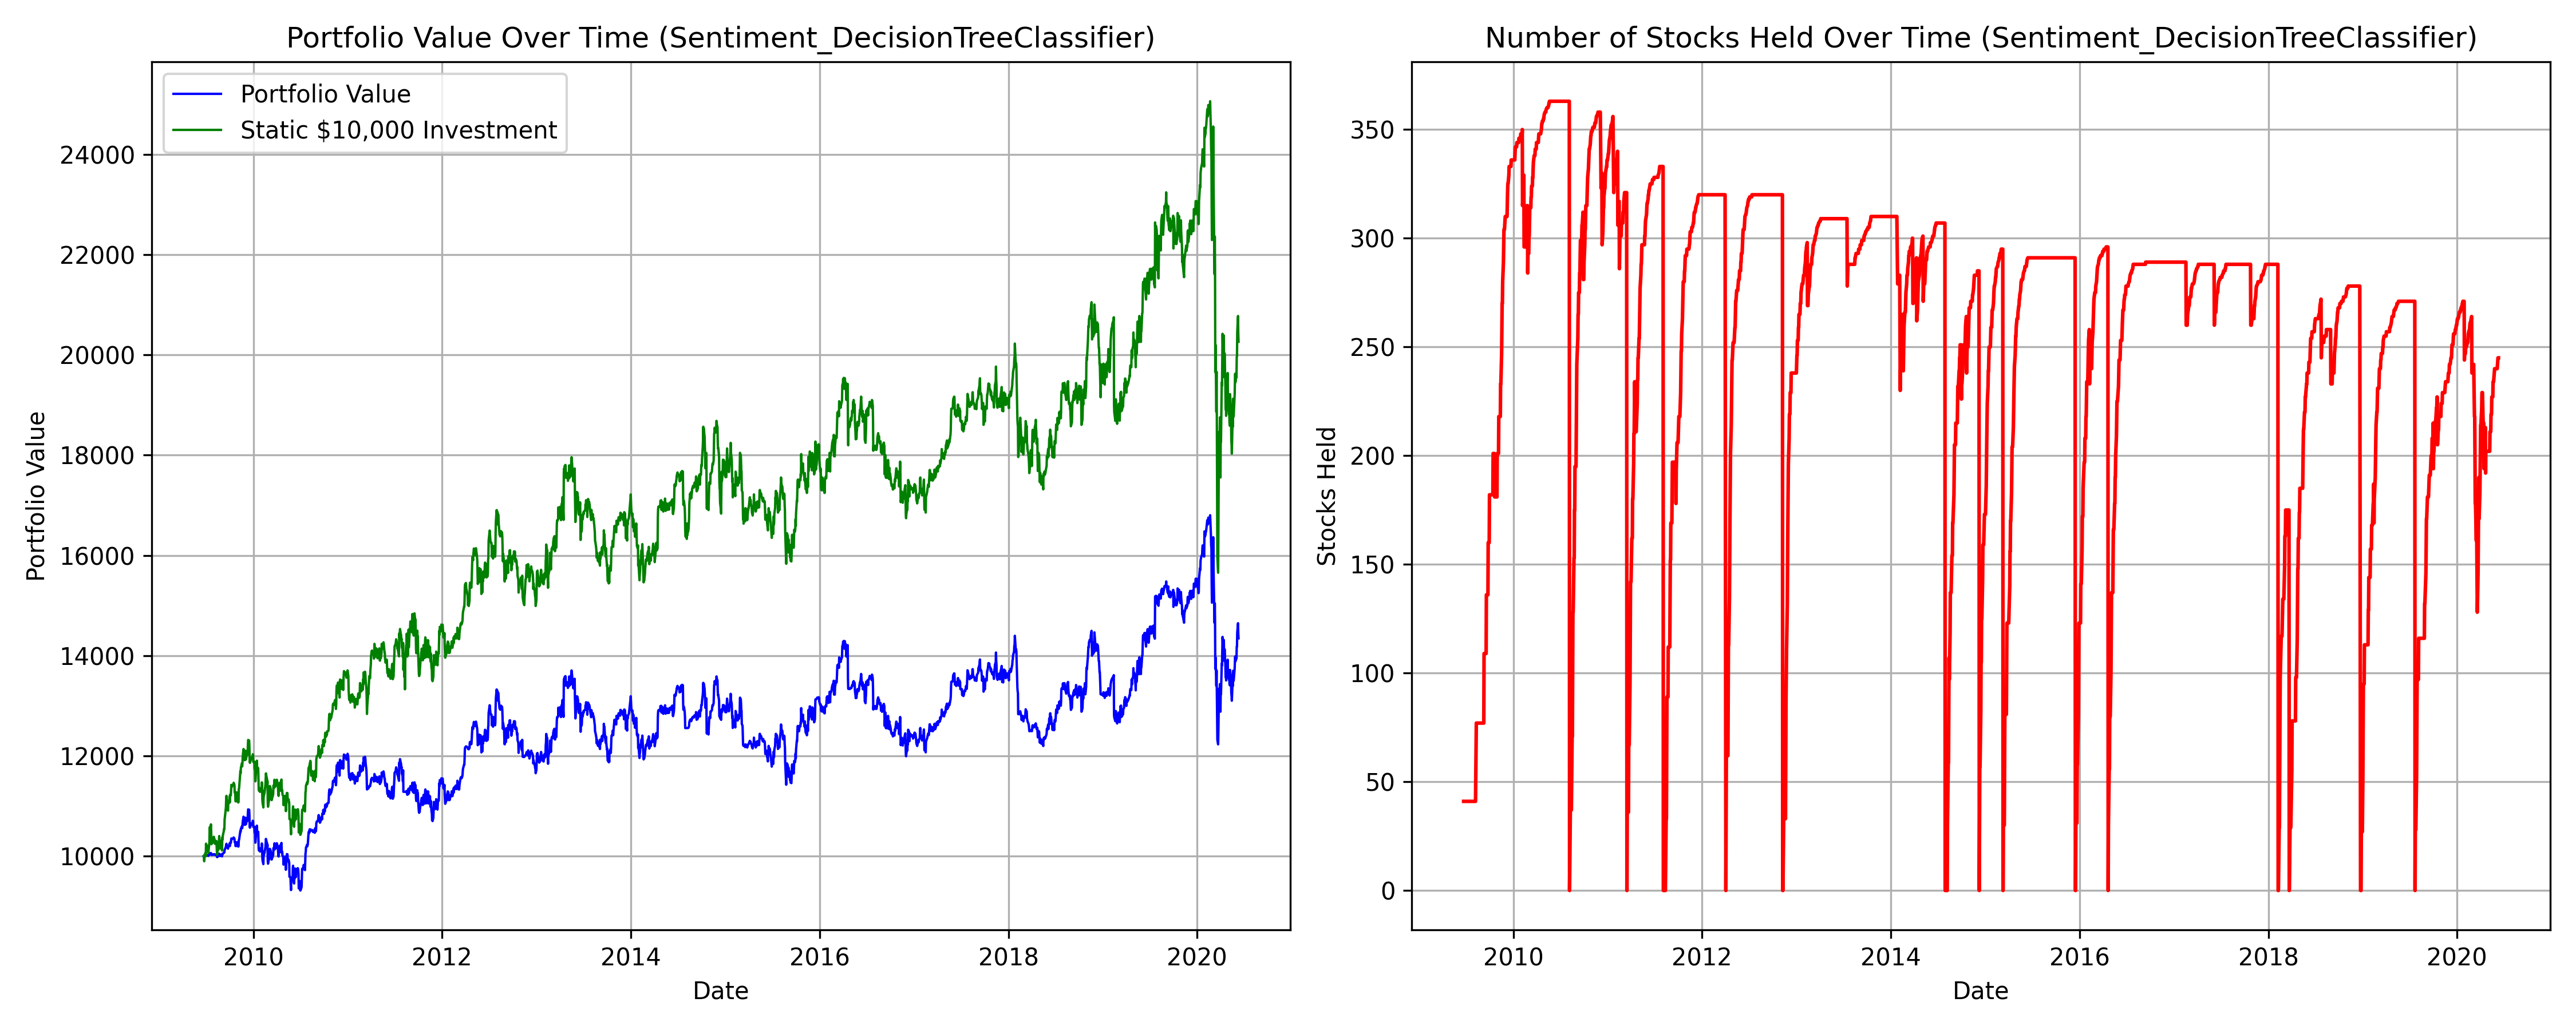 Portfolio Value Over Time (Sentiment_DecisionTreeClassifier)
Portfolio Value
Static $10,000 Investment
24000
22000
20000
18000
16000
14000
12000
10000
Portfolio Value
2010 2012 2014 2016 2018 2020
Date
Number of Stocks Held Over Time (Sentiment_DecisionTreeClassifier)
350
300
250
200
150
100
50
0
Stocks Held
2010 2012 2014 2016 2018 2020
Date